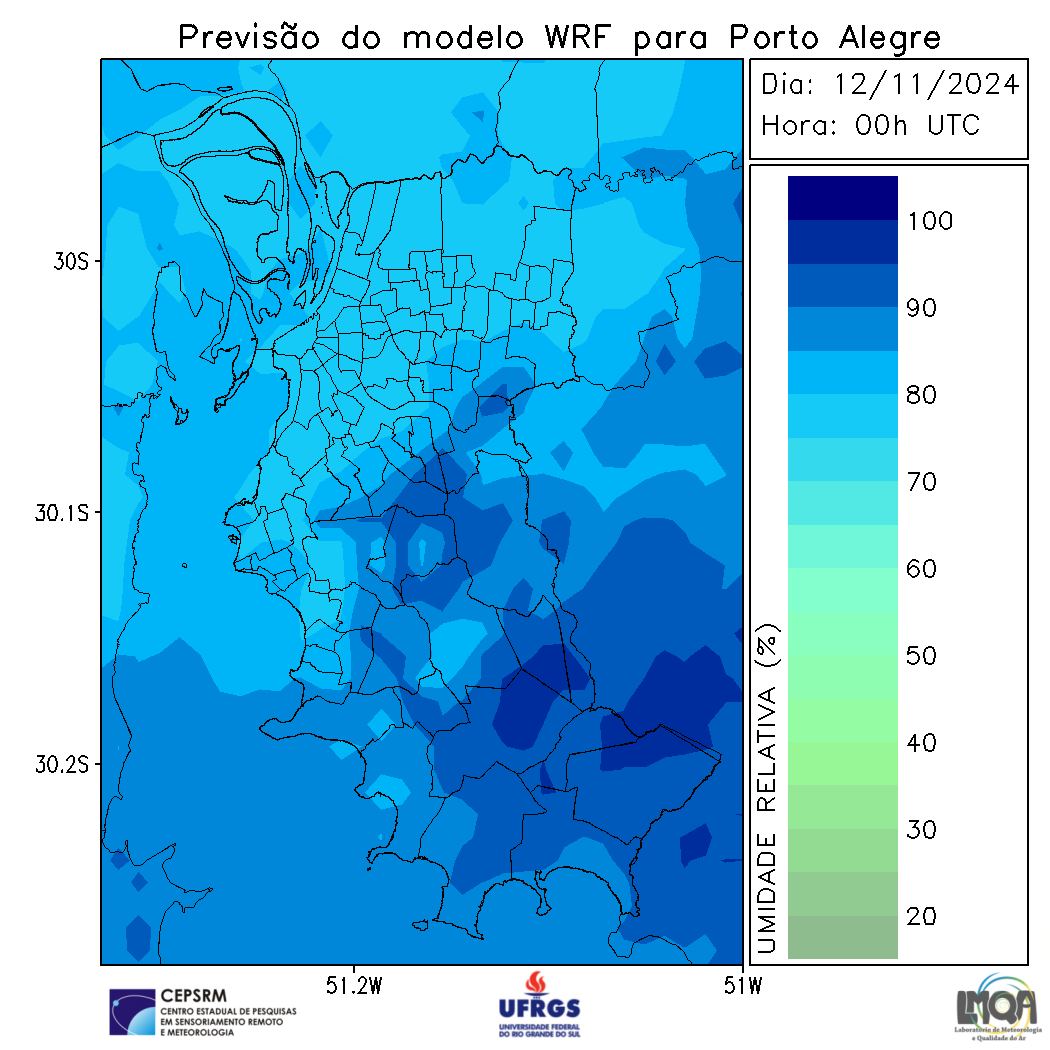 Previsão do modelo WRF para Porto Alegre
Dia: 12/11/2024
Hora: 00h UTC
30S
30.1S
30.2S
51.2W
51W
100
90
80
70
60
50
40
30
20
UMIDADE RELATIVA (%)
CEPSRM
CENTRO ESTADUAL DE PESQUISAS
EM SENSORIAMENTO REMOTO
E METEOROLOGIA
UFRGS
UNIVERSIDADE FEDERAL
DO RIO GRANDE DO SUL
LMQA
Laboratório de Meteorologia
e Qualidade do Ar